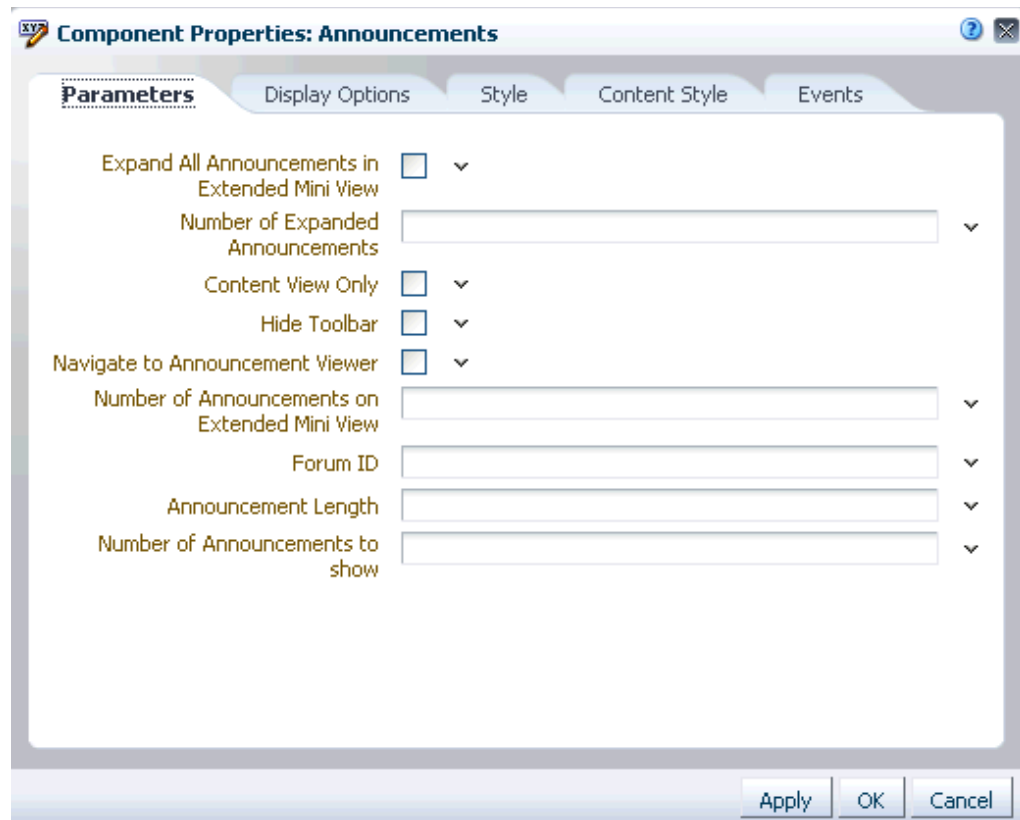 Component Properties: Announcements
Parameters
Display Options
Style
Content Style
Events
Expand All Announcements in
Extended Mini View
Number of Expanded
Announcements
Content View Only
Hide Toolbar
Navigate to Announcement Viewer
Number of Announcements on
Extended Mini View
Forum ID
Announcement Length
Number of Announcements to
show
Apply
OK
Cancel